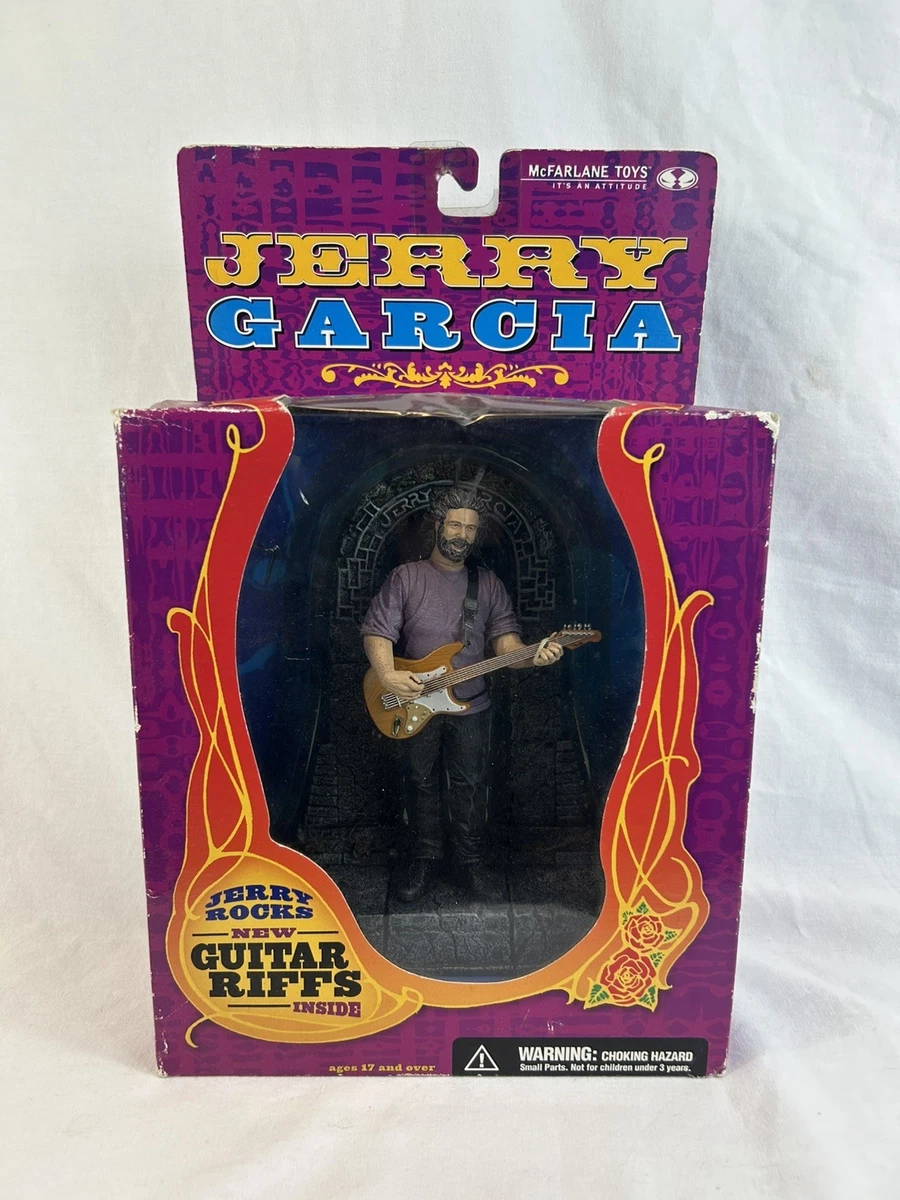 McFARLANE TOYS™
IT'S AN ATTITUDE
JERRY
GARCIA
JERRY GARCIA
JERRY
ROCKS
NEW
GUITAR
RIFFS
INSIDE
ages 17 and over
WARNING: CHOKING HAZARD
Small Parts. Not for children under 3 years.